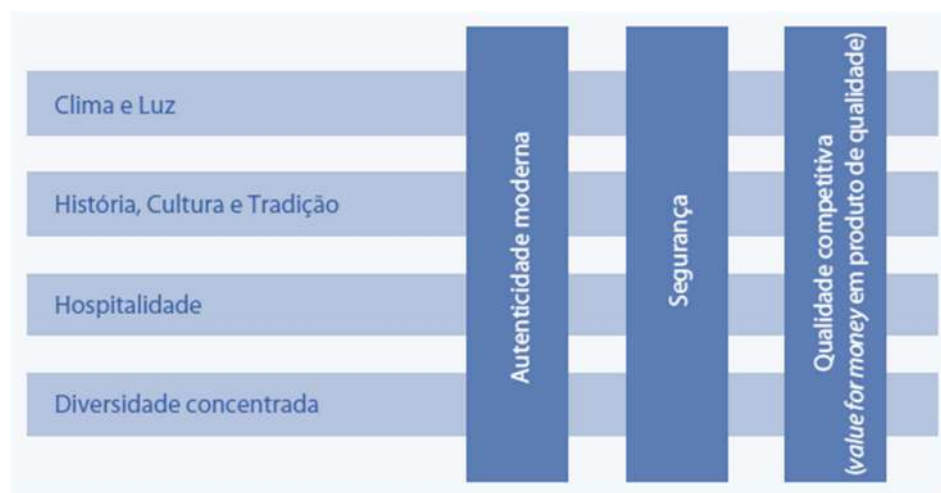 Clima e Luz
História, Cultura e Tradição
Hospitalidade
Diversidade concentrada
Autenticidade moderna
Segurança
Qualidade competitiva
(value for money em produto de qualidade)